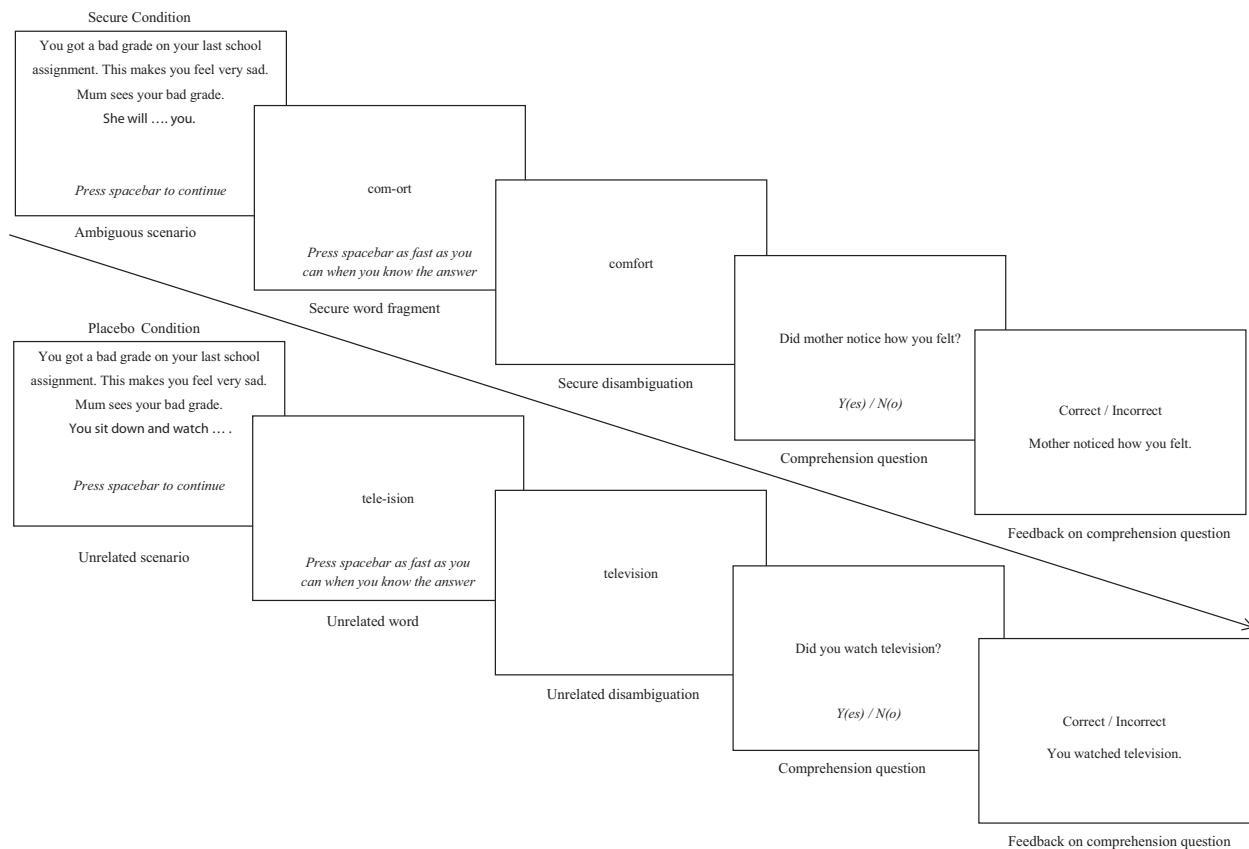 Secure Condition
You got a bad grade on your last school
assignment. This makes you feel very sad.
Mum sees your bad grade.
She will .... you.
Press spacebar to continue
Ambiguous scenario
com-ort
Press spacebar as fast as you
can when you know the answer
Secure word fragment
comfort
Secure disambiguation
Did mother notice how you felt?
Y(es) / N(o)
Comprehension question
Correct / Incorrect
Mother noticed how you felt.
Feedback on comprehension question
Placebo Condition
You got a bad grade on your last school
assignment. This makes you feel very sad.
Mum sees your bad grade.
You sit down and watch ... .
Press spacebar to continue
Unrelated scenario
tele-ision
Press spacebar as fast as you
can when you know the answer
Unrelated word
television
Unrelated disambiguation
Did you watch television?
Y(es) / N(o)
Comprehension question
Correct / Incorrect
You watched television.
Feedback on comprehension question